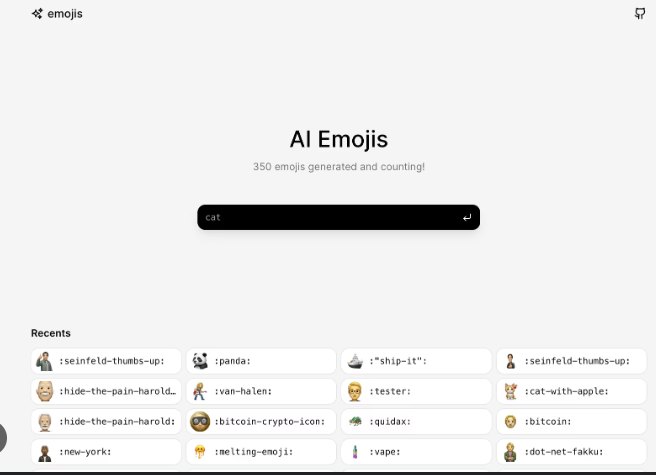 emojis
AI Emojis
350 emojis generated and counting!
cat
Recents
:seinfeld-thumbs-up:
:panda:
:"ship-it":
:seinfeld-thumbs-up:
:hide-the-pain-harold…
:van-halen:
:tester:
:cat-with-apple:
:hide-the-pain-harold:
:bitcoin-crypto-icon:
:quidax:
:bitcoin:
:new-york:
:melting-emoji:
:vape:
:dot-net-fakku: